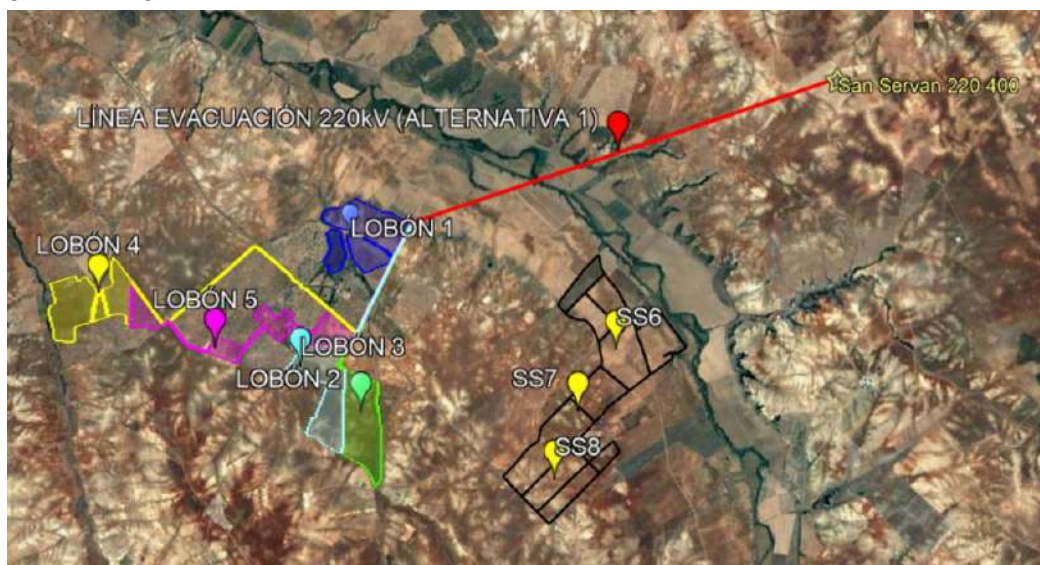 San Servan 220 400
LÍNEA EVACUACIÓN 220kV (ALTERNATIVA 1)
LOBÓN 1
LOBÓN 4
LOBÓN 5
SS6
LOBÓN 3
LOBÓN 2
SS7
SS8